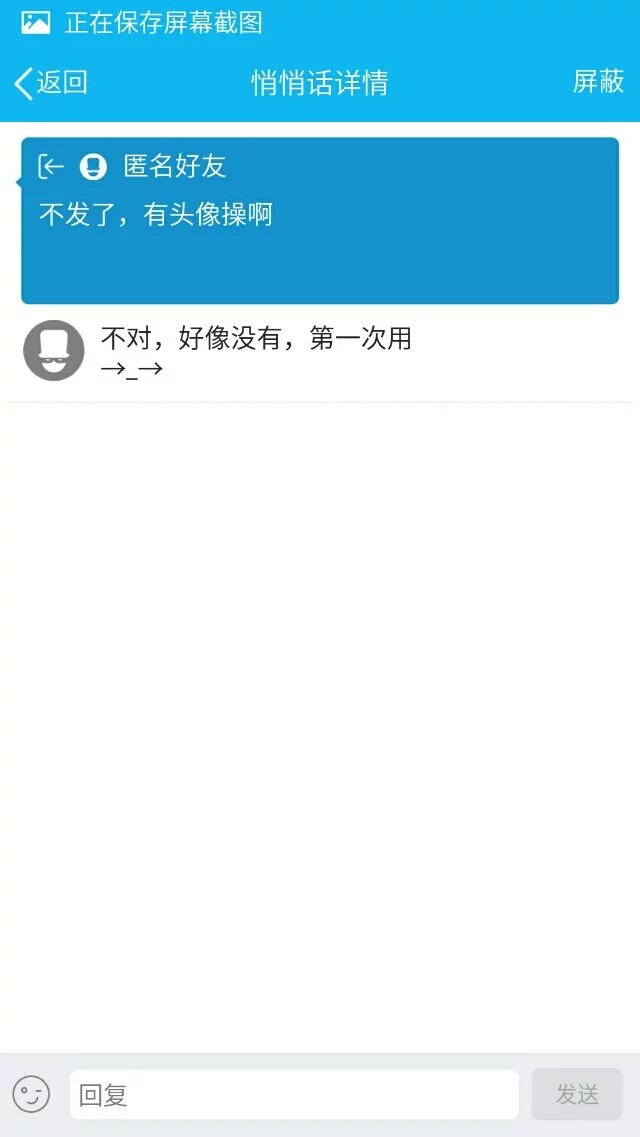 正在保存屏幕截图
返回 悄悄话详情 屏蔽
匿名好友
不发了，有头像操啊
不对，好像没有，第一次用
→_→
回复 发送